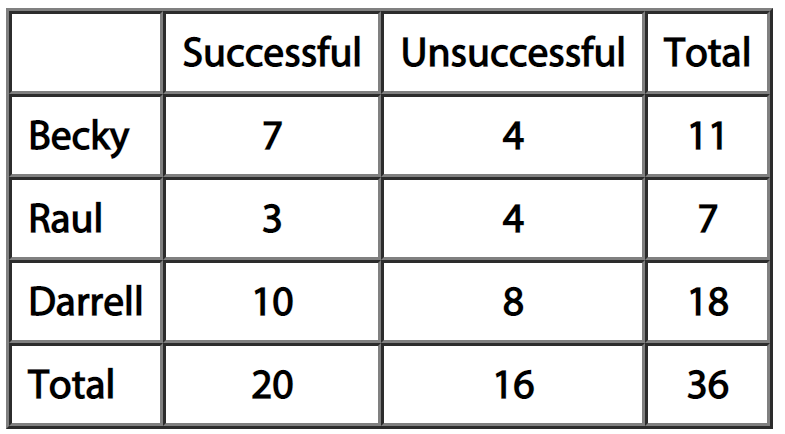 Successful Unsuccessful Total
Becky 7 4 11
Raul 3 4 7
Darrell 10 8 18
Total 20 16 36